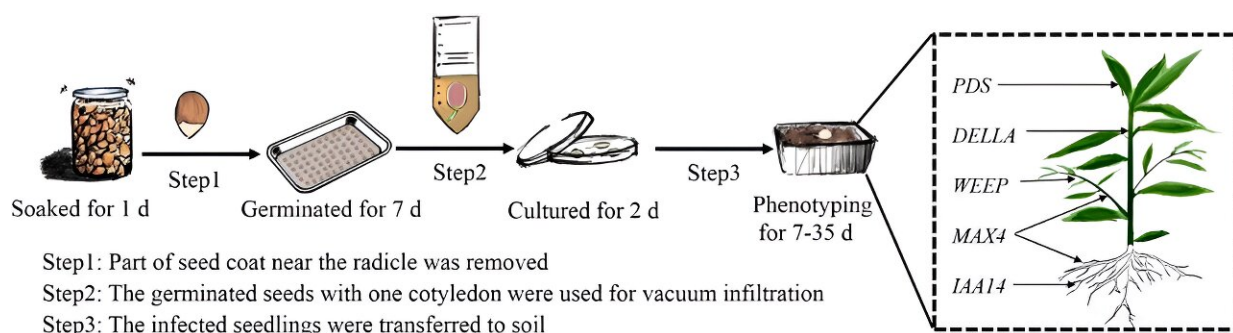 Step1
Step2
Step3
Soaked for 1 d
Germinated for 7 d
Cultured for 2 d
Phenotyping
for 7-35 d
Step1: Part of seed coat near the radicle was removed
Step2: The germinated seeds with one cotyledon were used for vacuum infiltration
Step3: The infected seedlings were transferred to soil
PDS
DELLA
WEEP
MAX4
IAA14